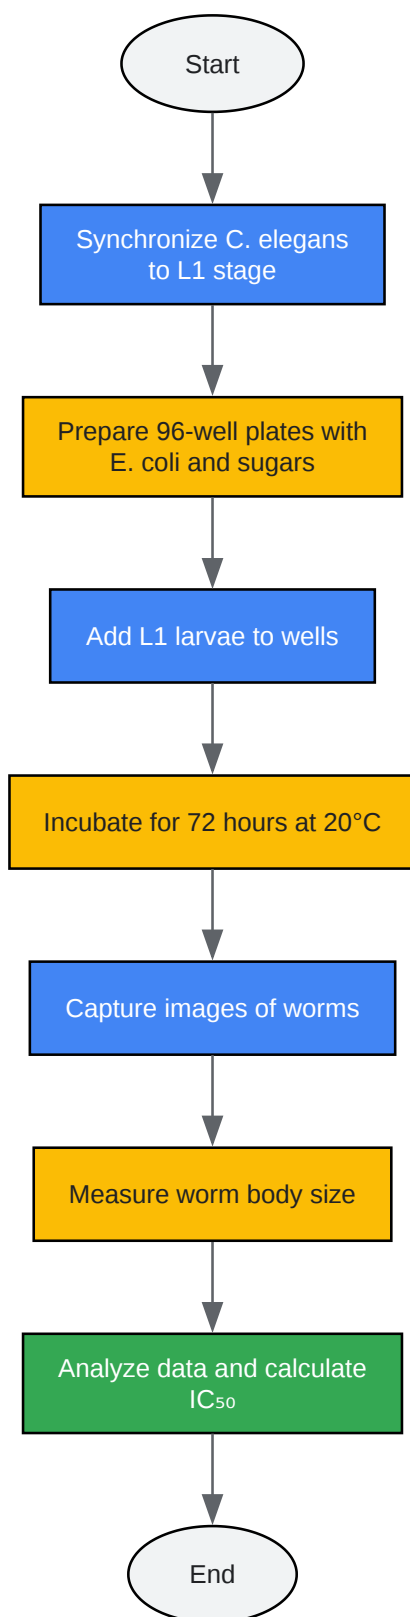 Start
Synchronize C. elegans
to L1 stage
Prepare 96-well plates with
E. coli and sugars
Add L1 larvae to wells
Incubate for 72 hours at 20°C
Capture images of worms
Measure worm body size
Analyze data and calculate
IC₅₀
End